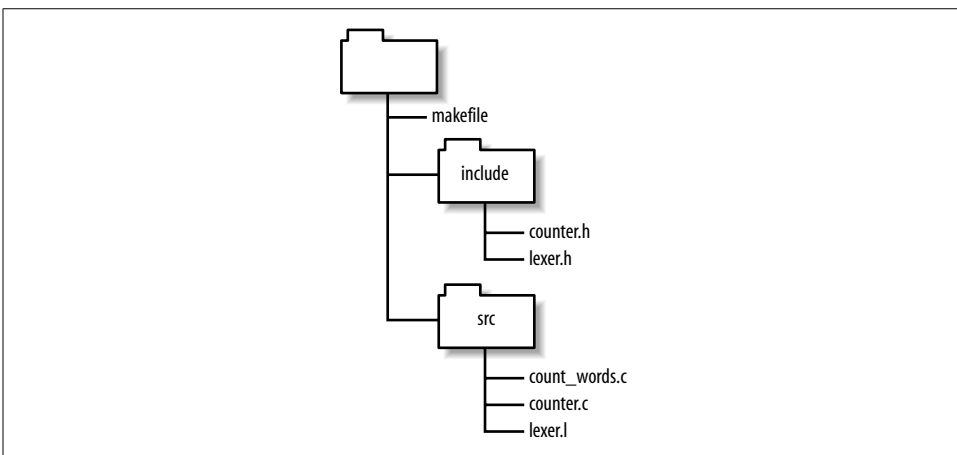 makefile
include
counter.h
lexer.h
src
count_words.c
counter.c
lexer.l